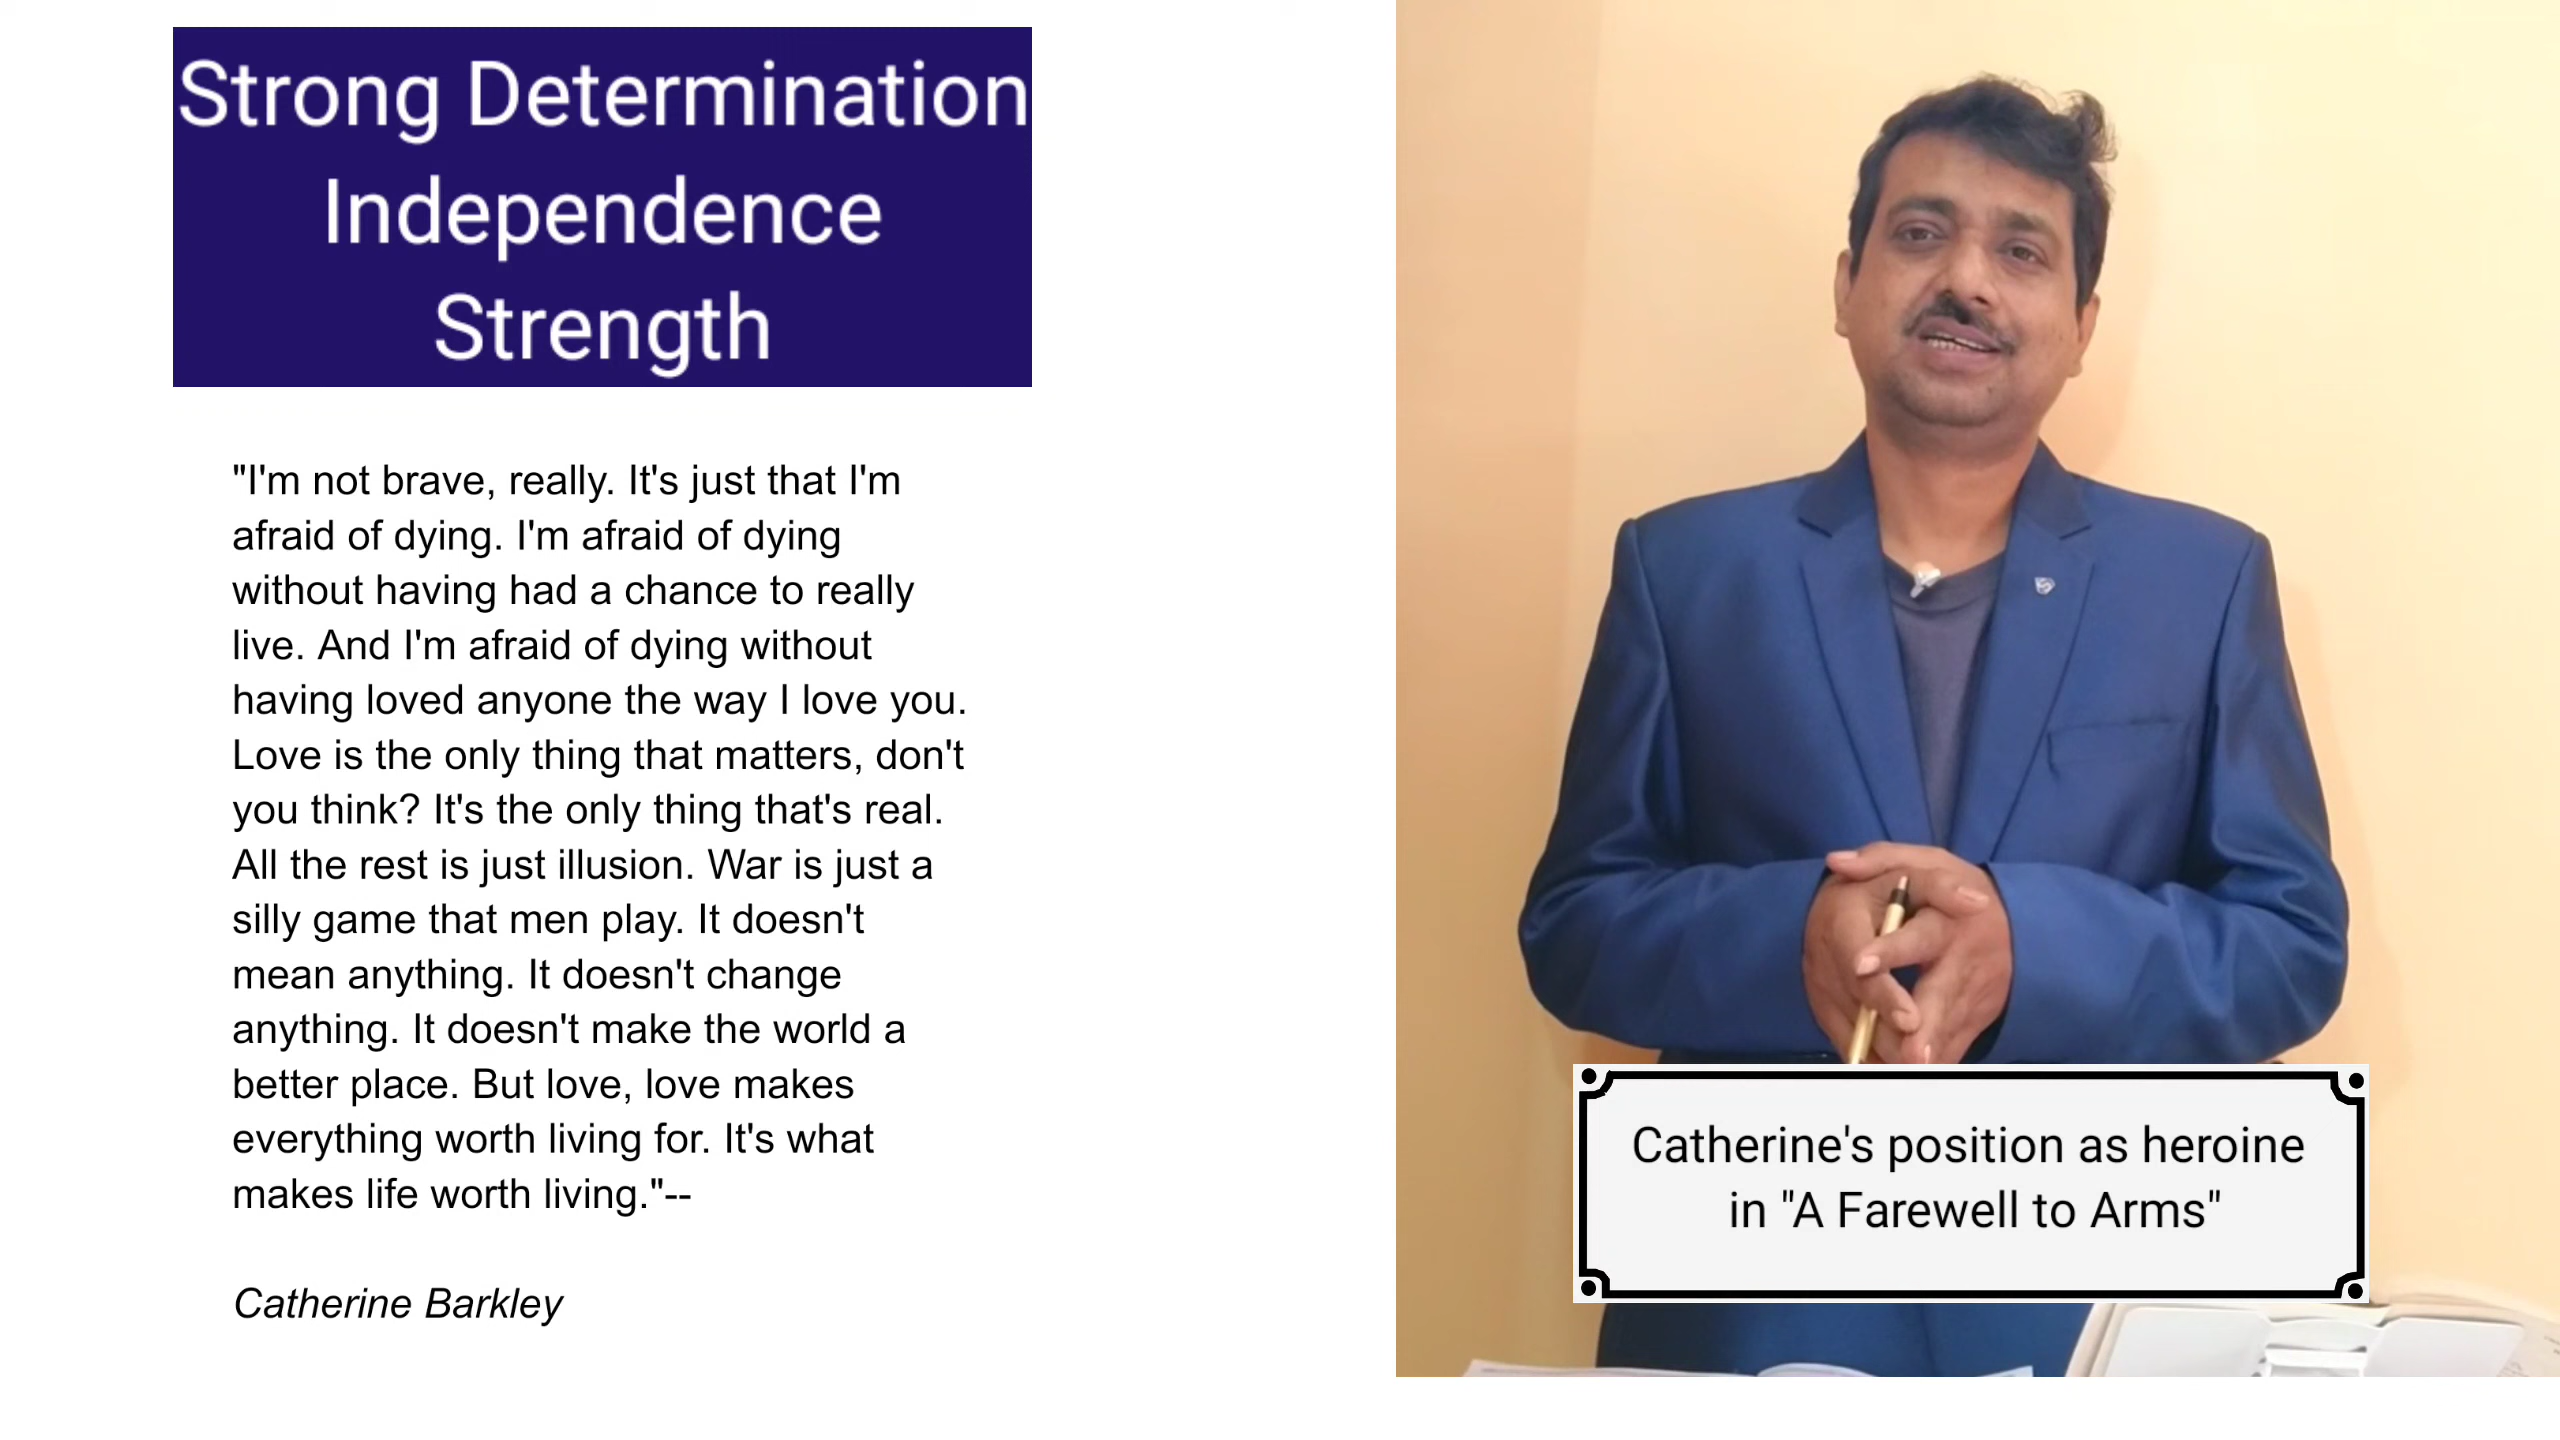 Strong Determination
Independence
Strength
"I'm not brave, really. It's just that I'm
afraid of dying. I'm afraid of dying
without having had a chance to really
live. And I'm afraid of dying without
having loved anyone the way I love you.
Love is the only thing that matters, don't
you think? It's the only thing that's real.
All the rest is just illusion. War is just a
silly game that men play. It doesn't
mean anything. It doesn't change
anything. It doesn't make the world a
better place. But love, love makes
everything worth living for. It's what
makes life worth living."--
Catherine Barkley
Catherine's position as heroine
in "A Farewell to Arms"